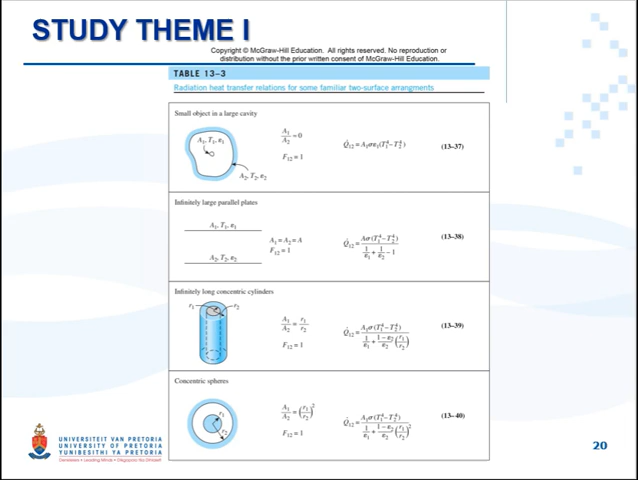 STUDY THEME I
Copyright © McGraw-Hill Education. All rights reserved. No reproduction or
distribution without the prior written consent of McGraw-Hill Education.
TABLE 13–3
Radiation heat transfer relations for some familiar two-surface arrangments
Small object in a large cavity
A₁, T₁, ε₁
A₂, T₂, ε₂
A₁/A₂ ≈ 0
F₁₂ = 1
Q̇₁₂ = A₁σε₁(T₁⁴ − T₂⁴)
(13–37)
Infinitely large parallel plates
A₁, T₁, ε₁
A₂, T₂, ε₂
A₁ = A₂ = A
F₁₂ = 1
Q̇₁₂ = Aσ(T₁⁴ − T₂⁴) / (1/ε₁ + 1/ε₂ − 1)
(13–38)
Infinitely long concentric cylinders
r₁
r₂
A₁/A₂ = r₁/r₂
F₁₂ = 1
Q̇₁₂ = A₁σ(T₁⁴ − T₂⁴) / (1/ε₁ + (1 − ε₂)/ε₂ (r₁/r₂))
(13–39)
Concentric spheres
r₁
r₂
A₁/A₂ = (r₁/r₂)²
F₁₂ = 1
Q̇₁₂ = A₁σ(T₁⁴ − T₂⁴) / (1/ε₁ + (1 − ε₂)/ε₂ (r₁/r₂)²)
(13–40)
UNIVERSITEIT VAN PRETORIA
UNIVERSITY OF PRETORIA
YUNIBESITHI YA PRETORIA
Denkleiers • Leading Minds • Dikgopolo tša Dihlalefi
20